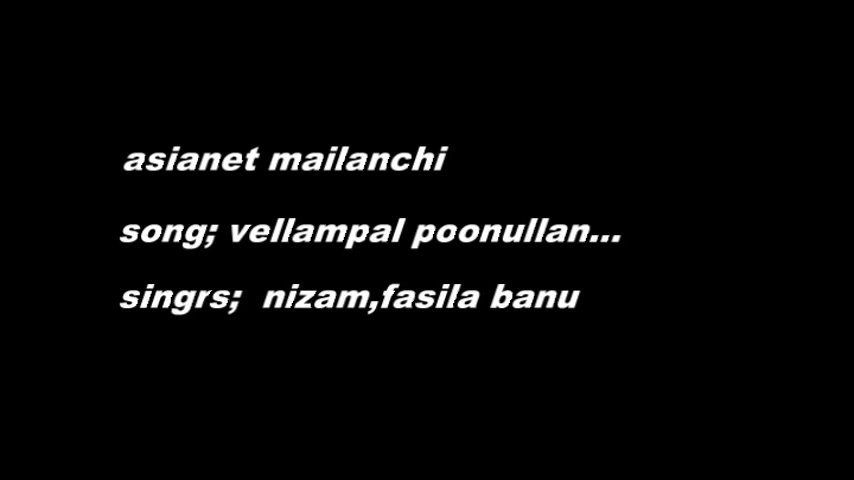 asianet mailanchi
song; vellampal poonullan...
singrs;  nizam,fasila banu